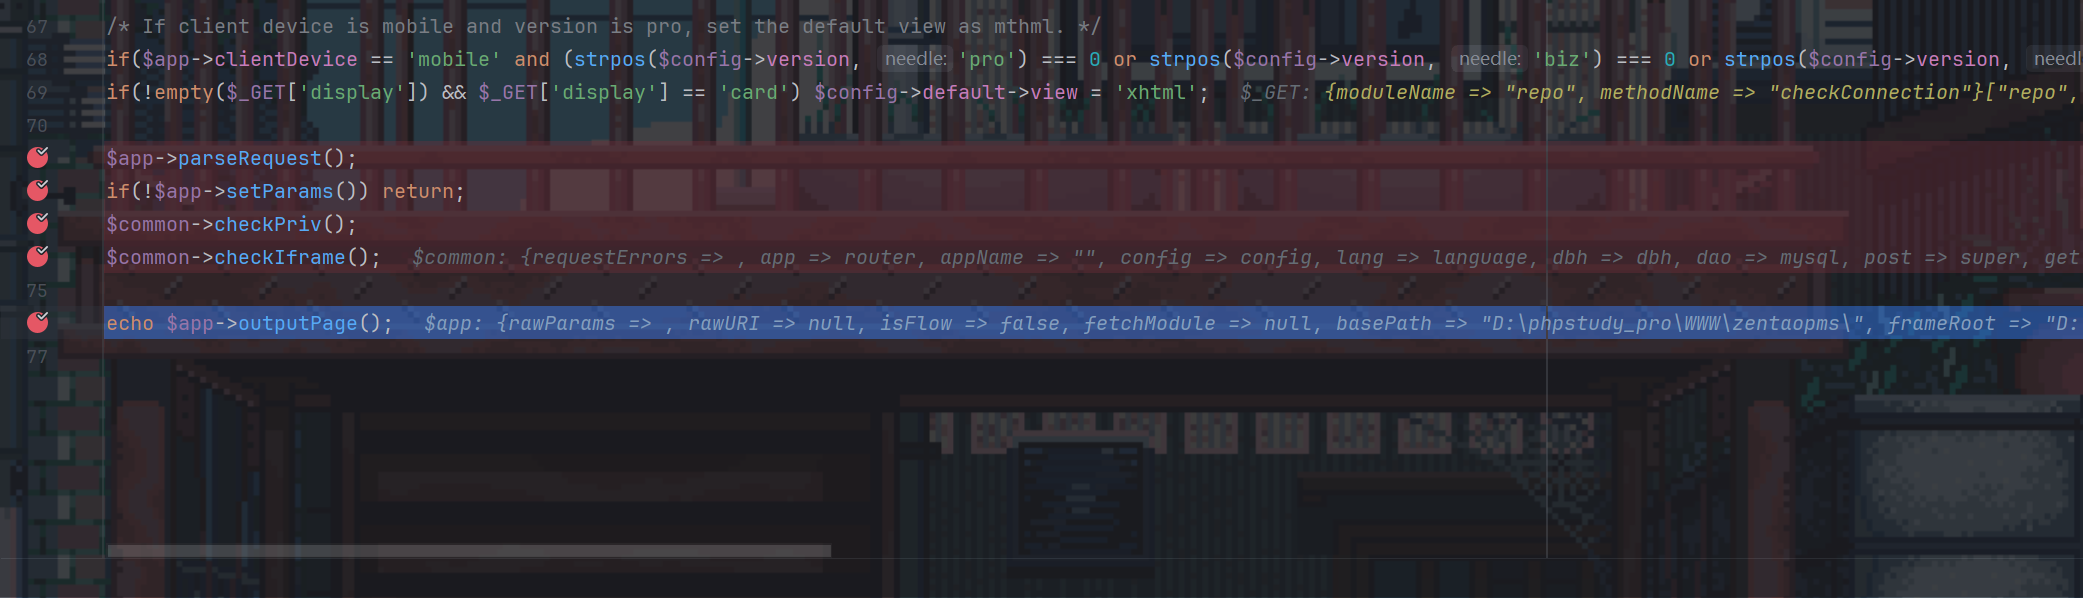 67 /* If client device is mobile and version is pro, set the default view as mthml. */
68 if($app->clientDevice == 'mobile' and (strpos($config->version, needle: 'pro') === 0 or strpos($config->version, needle: 'biz') === 0 or strpos($config->version, need
69 if(!empty($_GET['display']) && $_GET['display'] == 'card') $config->default->view = 'xhtml'; $_GET: {moduleName => "repo", methodName => "checkConnection"}["repo",
70
$app->parseRequest();
if(!$app->setParams()) return;
$common->checkPriv();
$common->checkIframe(); $common: {requestErrors => , app => router, appName => "", config => config, lang => language, dbh => dbh, dao => mysql, post => super, get
75
echo $app->outputPage(); $app: {rawParams => , rawURI => null, isFlow => false, fetchModule => null, basePath => "D:\phpstudy_pro\WWW\zentaopms\", frameRoot => "D:
77